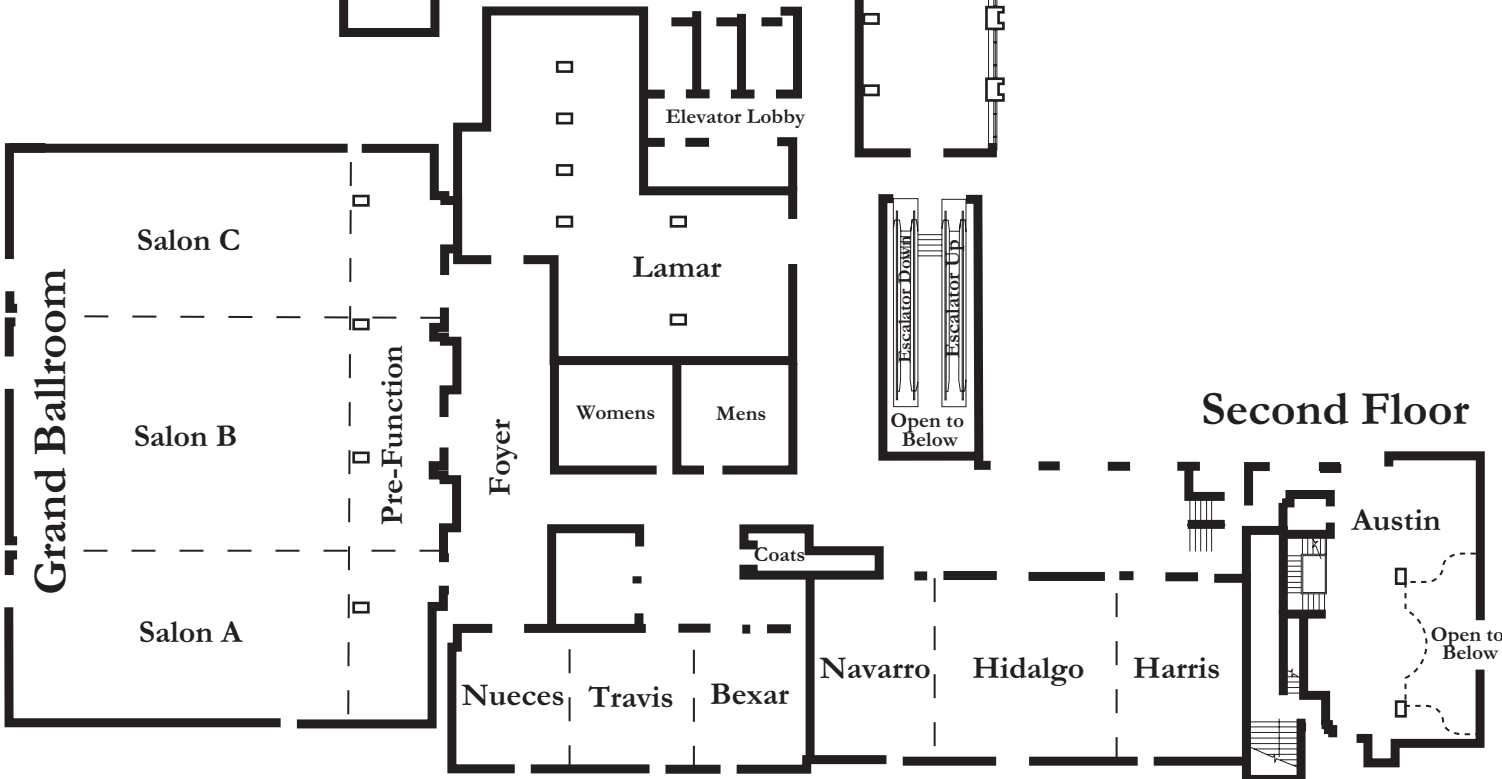 Elevator Lobby
Salon C
Lamar
Escalator Down
Escalator Up
Grand Ballroom
Pre-Function
Foyer
Womens
Mens
Open to
Below
Second Floor
Salon B
Austin
Coats
Salon A
Open to
Below
Navarro
Hidalgo
Harris
Nueces
Travis
Bexar